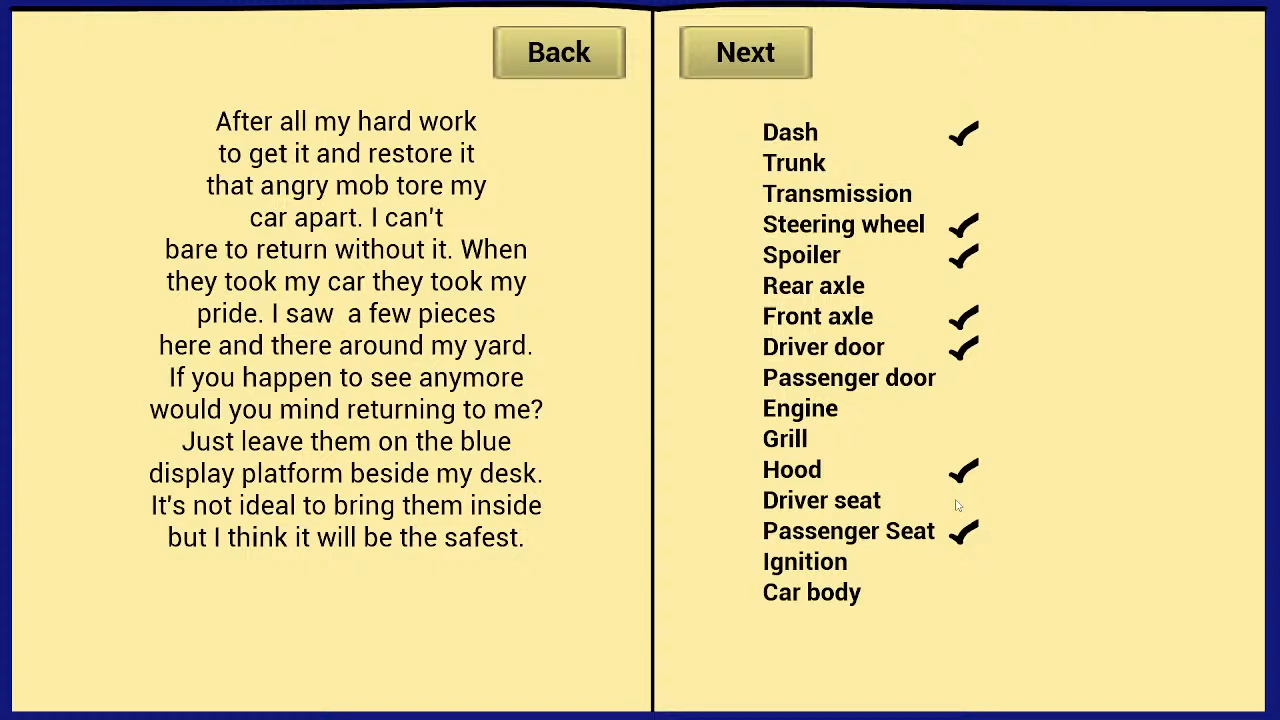 Back
After all my hard work
to get it and restore it
that angry mob tore my
car apart. I can't
bare to return without it. When
they took my car they took my
pride. I saw  a few pieces
here and there around my yard.
If you happen to see anymore
would you mind returning to me?
Just leave them on the blue
display platform beside my desk.
It's not ideal to bring them inside
but I think it will be the safest.
Next
Dash
Trunk
Transmission
Steering wheel
Spoiler
Rear axle
Front axle
Driver door
Passenger door
Engine
Grill
Hood
Driver seat
Passenger Seat
Ignition
Car body